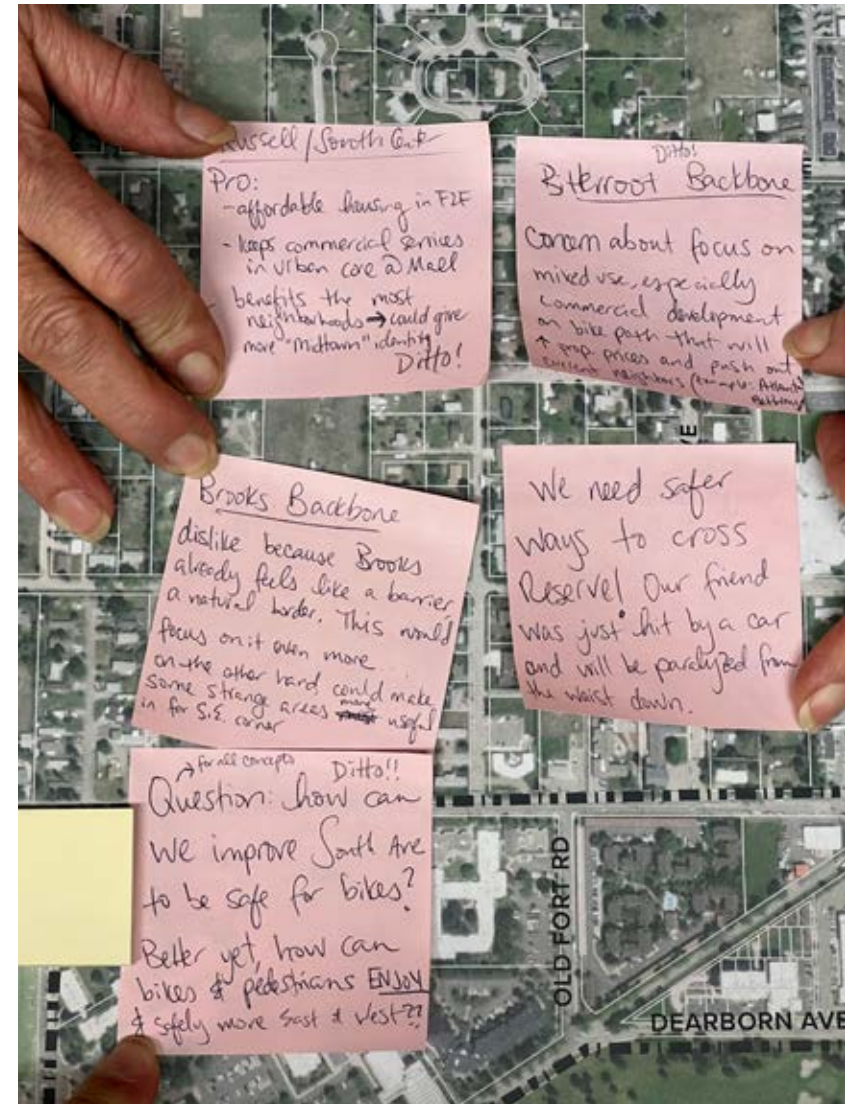 Russell/South
Pro:
- affordable housing in F2F
- keeps commercial services
in urban core @ Mall
- benefits the most
neighborhoods → could give
more "Midtown" identity
Ditto!
Ditto!
Bitterroot Backbone
Concern about focus on
mixed use, especially
commercial development
on bike path that will
↑ prop. prices and push out
current neighbors (example: Atlanta
Beltway
Brooks Backbone
dislike because Brooks
already feels like a barrier,
a natural border. This would
focus on it even more...
on the other hand could make
some strange areas more useful
in for S.E. corner
We need safer
ways to cross
Reserve! Our friend
was just hit by a car
and will be paralyzed from
the waist down.
→ for all concepts
Ditto!!
Question: how can
we improve South Ave
to be safe for bikes?
Better yet, how can
bikes & pedestrians ENJOY
& safely move East & West??
VE
OLD FORT RD
DEARBORN AVE